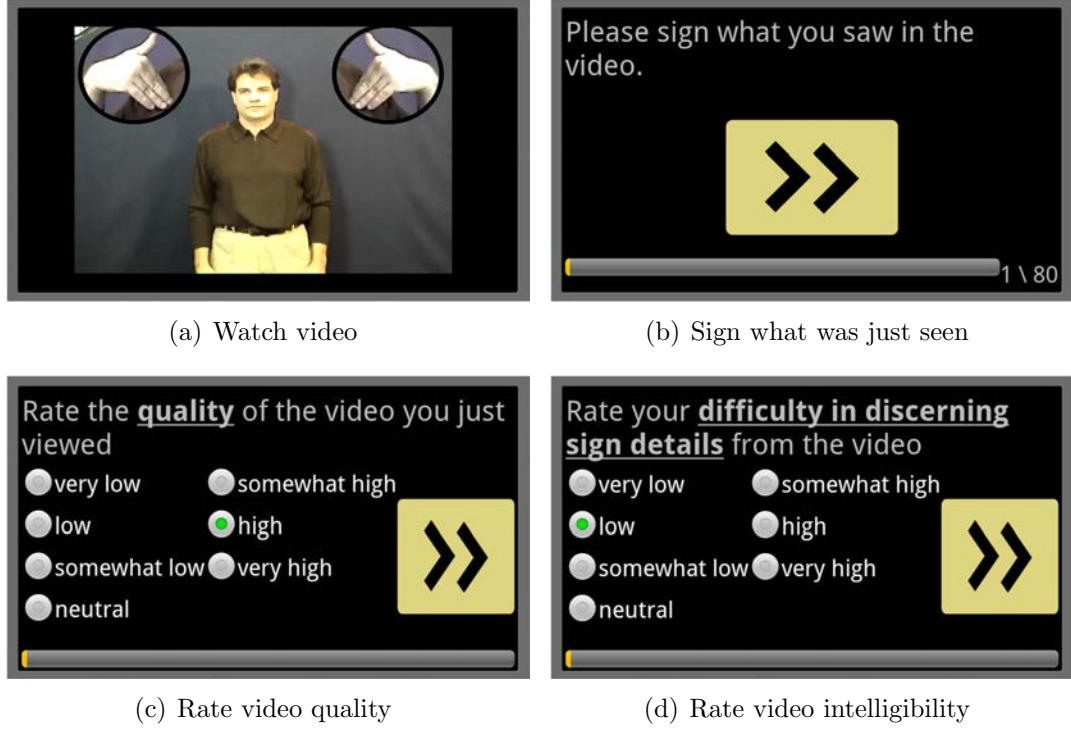 Please sign what you saw in the
video.
1 \ 80
(a) Watch video
(b) Sign what was just seen
Rate the quality of the video you just
viewed
very low
somewhat high
low
high
somewhat low
very high
neutral
Rate your difficulty in discerning
sign details from the video
very low
somewhat high
low
high
somewhat low
very high
neutral
(c) Rate video quality
(d) Rate video intelligibility